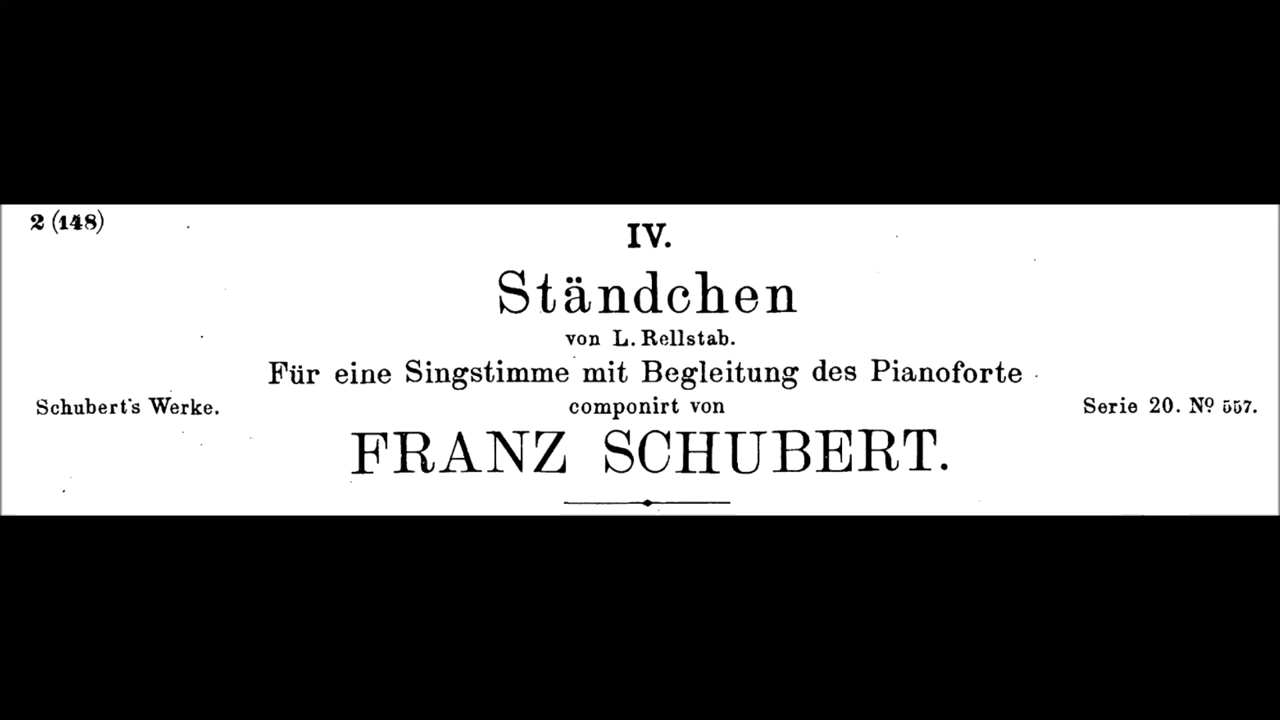 2 (148)
IV.
Ständchen
von L. Rellstab.
Für eine Singstimme mit Begleitung des Pianoforte
Schubert's Werke.
componirt von
Serie 20. Nº 557.
FRANZ SCHUBERT.